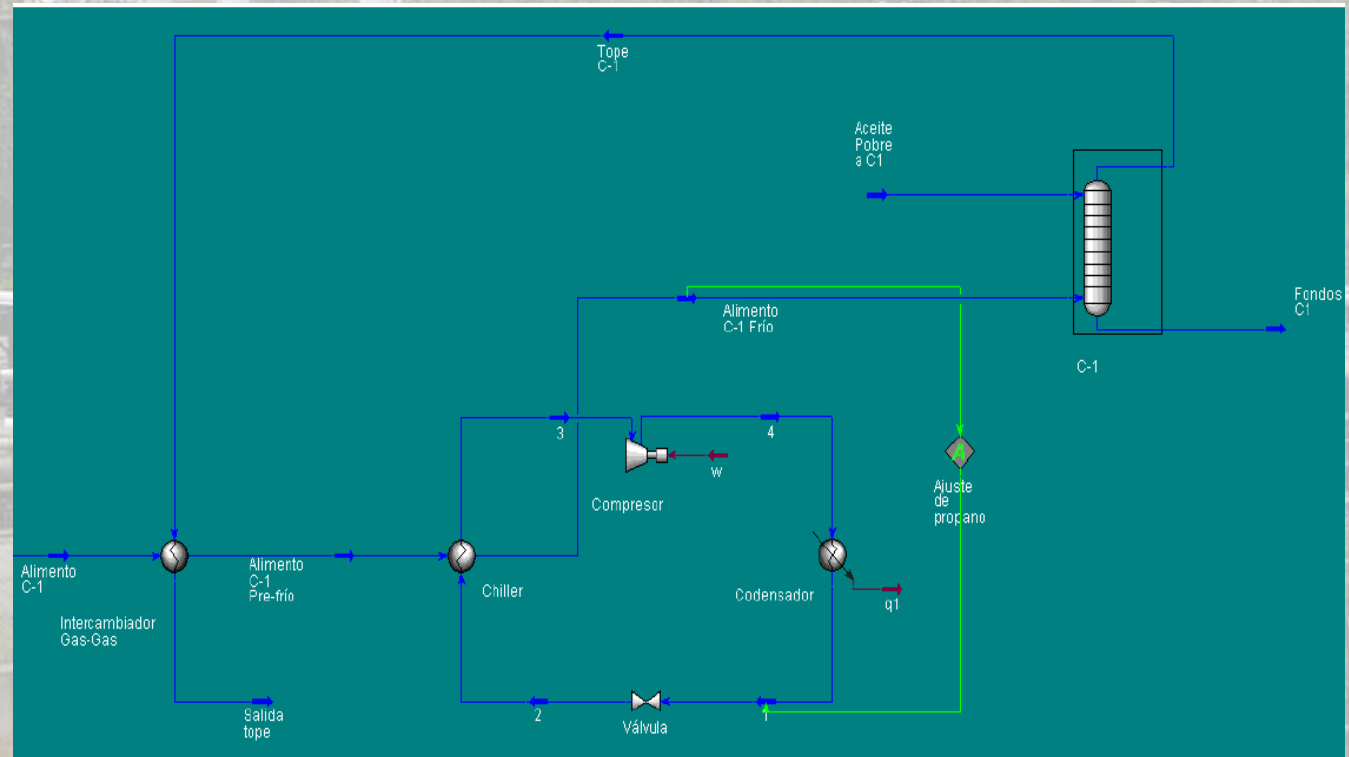 Tope
C-1
Aceite
Pobre
a C1
Alimento
C-1 Frío
Fondos
C1
C-1
3
4
w
Compresor
A
Ajuste
de
propano
Alimento
C-1
Intercambiador
Gas-Gas
Alimento
C-1
Pre-frío
Chiller
Codensador
q1
Salida
tope
2
Válvula
1